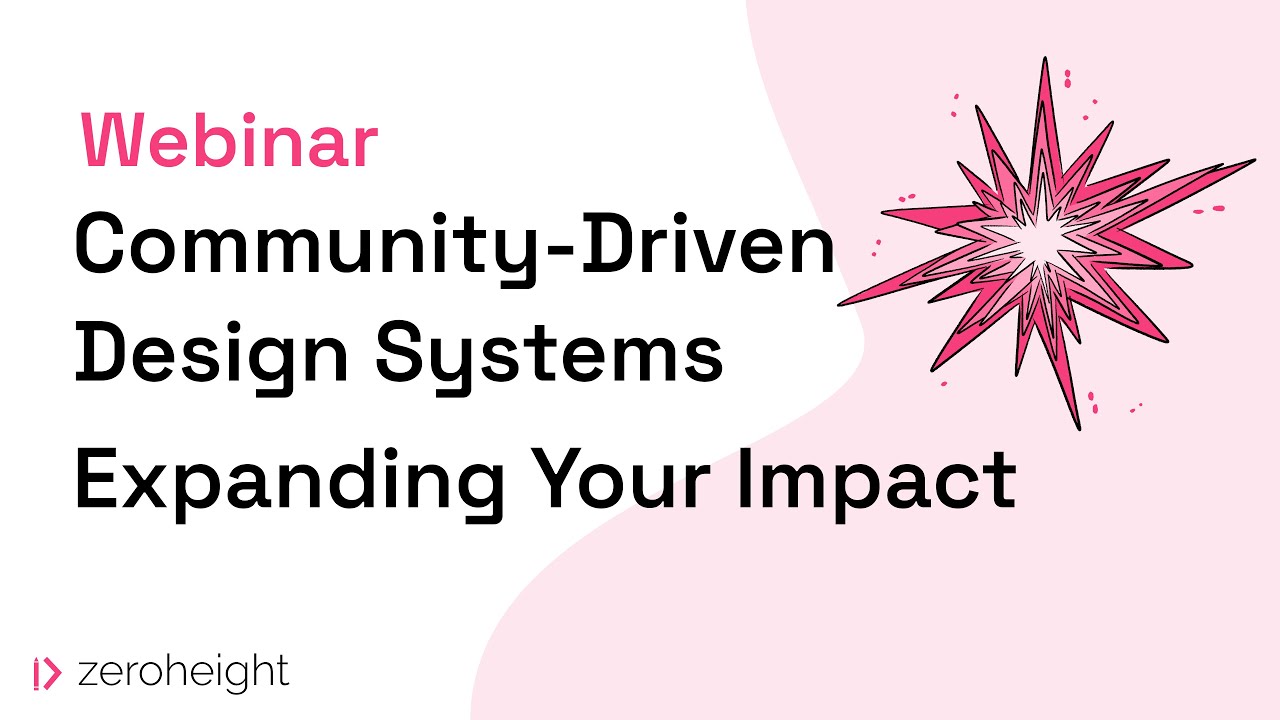 Webinar
Community-Driven
Design Systems
Expanding Your Impact
zeroheight